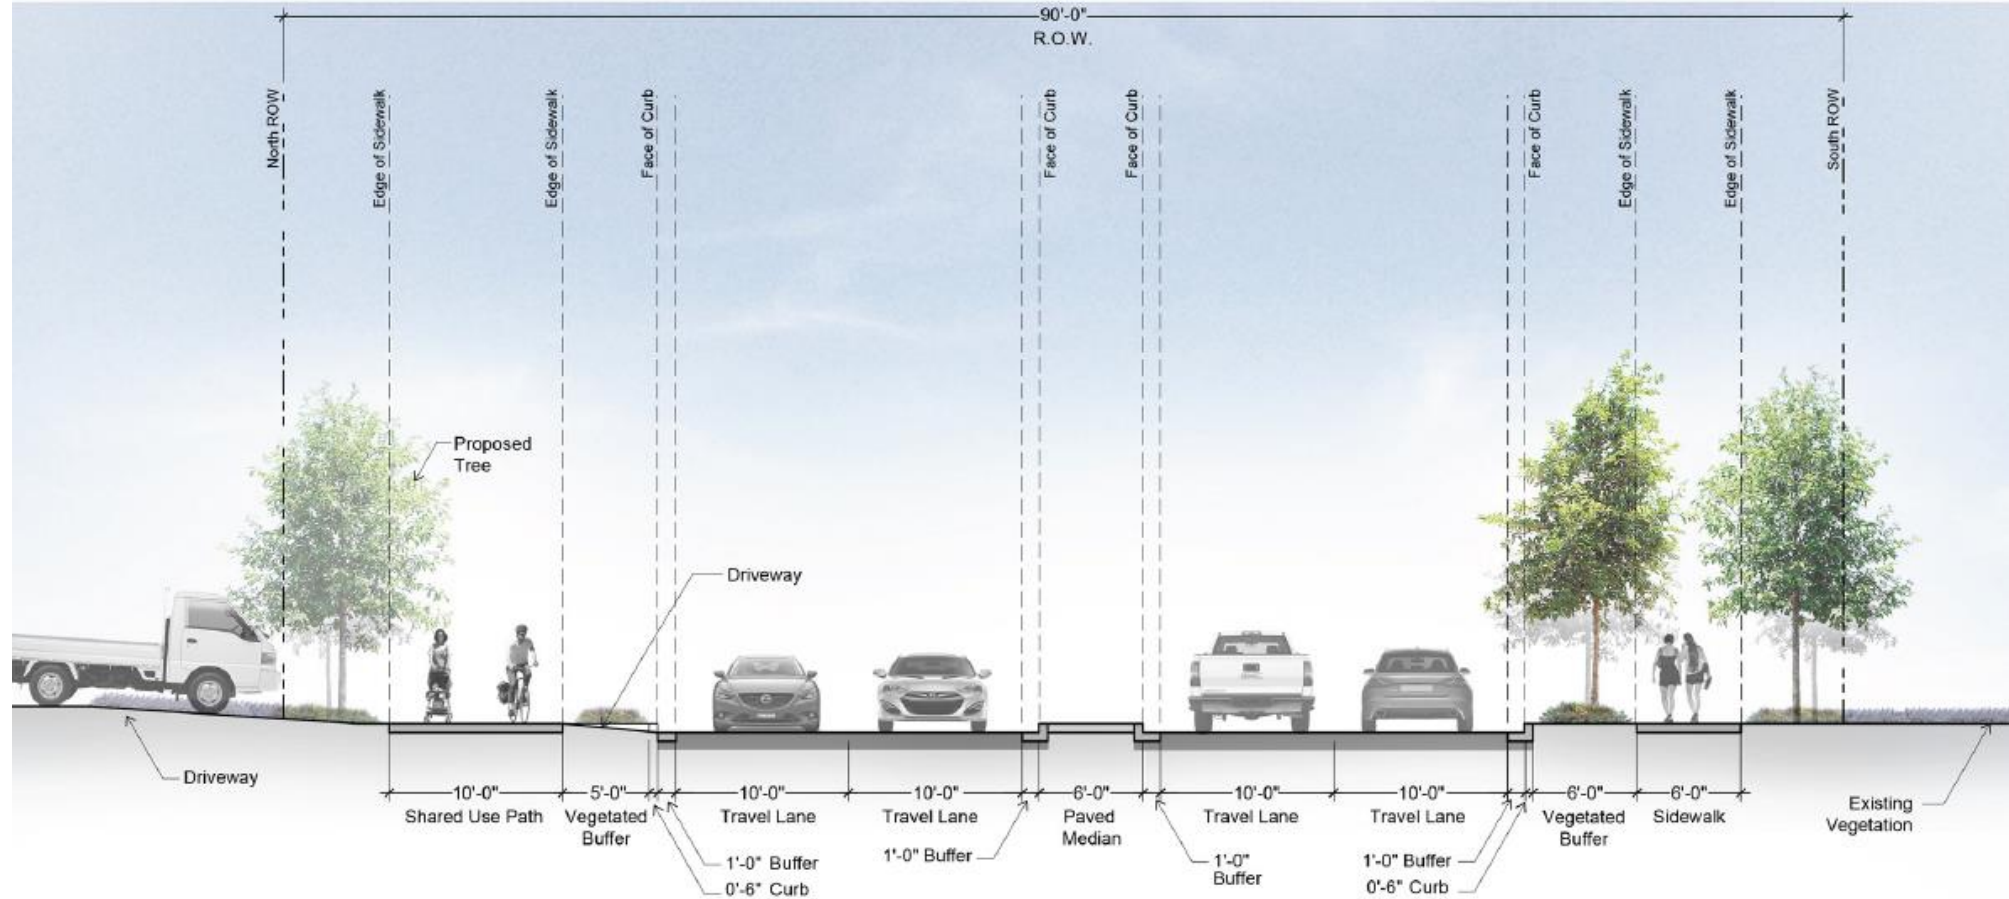 90'-0"
R.O.W.
North ROW
Edge of Sidewalk
Edge of Sidewalk
Face of Curb
Face of Curb
Face of Curb
Face of Curb
Edge of Sidewalk
Edge of Sidewalk
South ROW
Proposed
Tree
Driveway
Driveway
10'-0"
Shared Use Path
5'-0"
Vegetated
Buffer
1'-0" Buffer
0'-6" Curb
10'-0"
Travel Lane
10'-0"
Travel Lane
1'-0" Buffer
6'-0"
Paved
Median
1'-0"
Buffer
10'-0"
Travel Lane
10'-0"
Travel Lane
1'-0" Buffer
0'-6" Curb
6'-0"
Vegetated
Buffer
6'-0"
Sidewalk
Existing
Vegetation